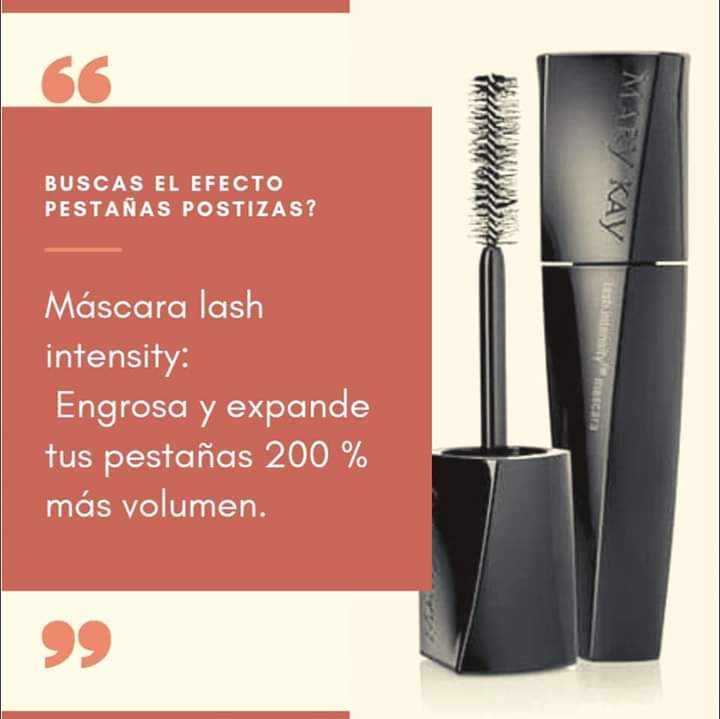 BUSCAS EL EFECTO
PESTAÑAS POSTIZAS?
Máscara lash
intensity:
Engrosa y expande
tus pestañas 200 %
más volumen.
MARY KAY
lash intensity™ mascara